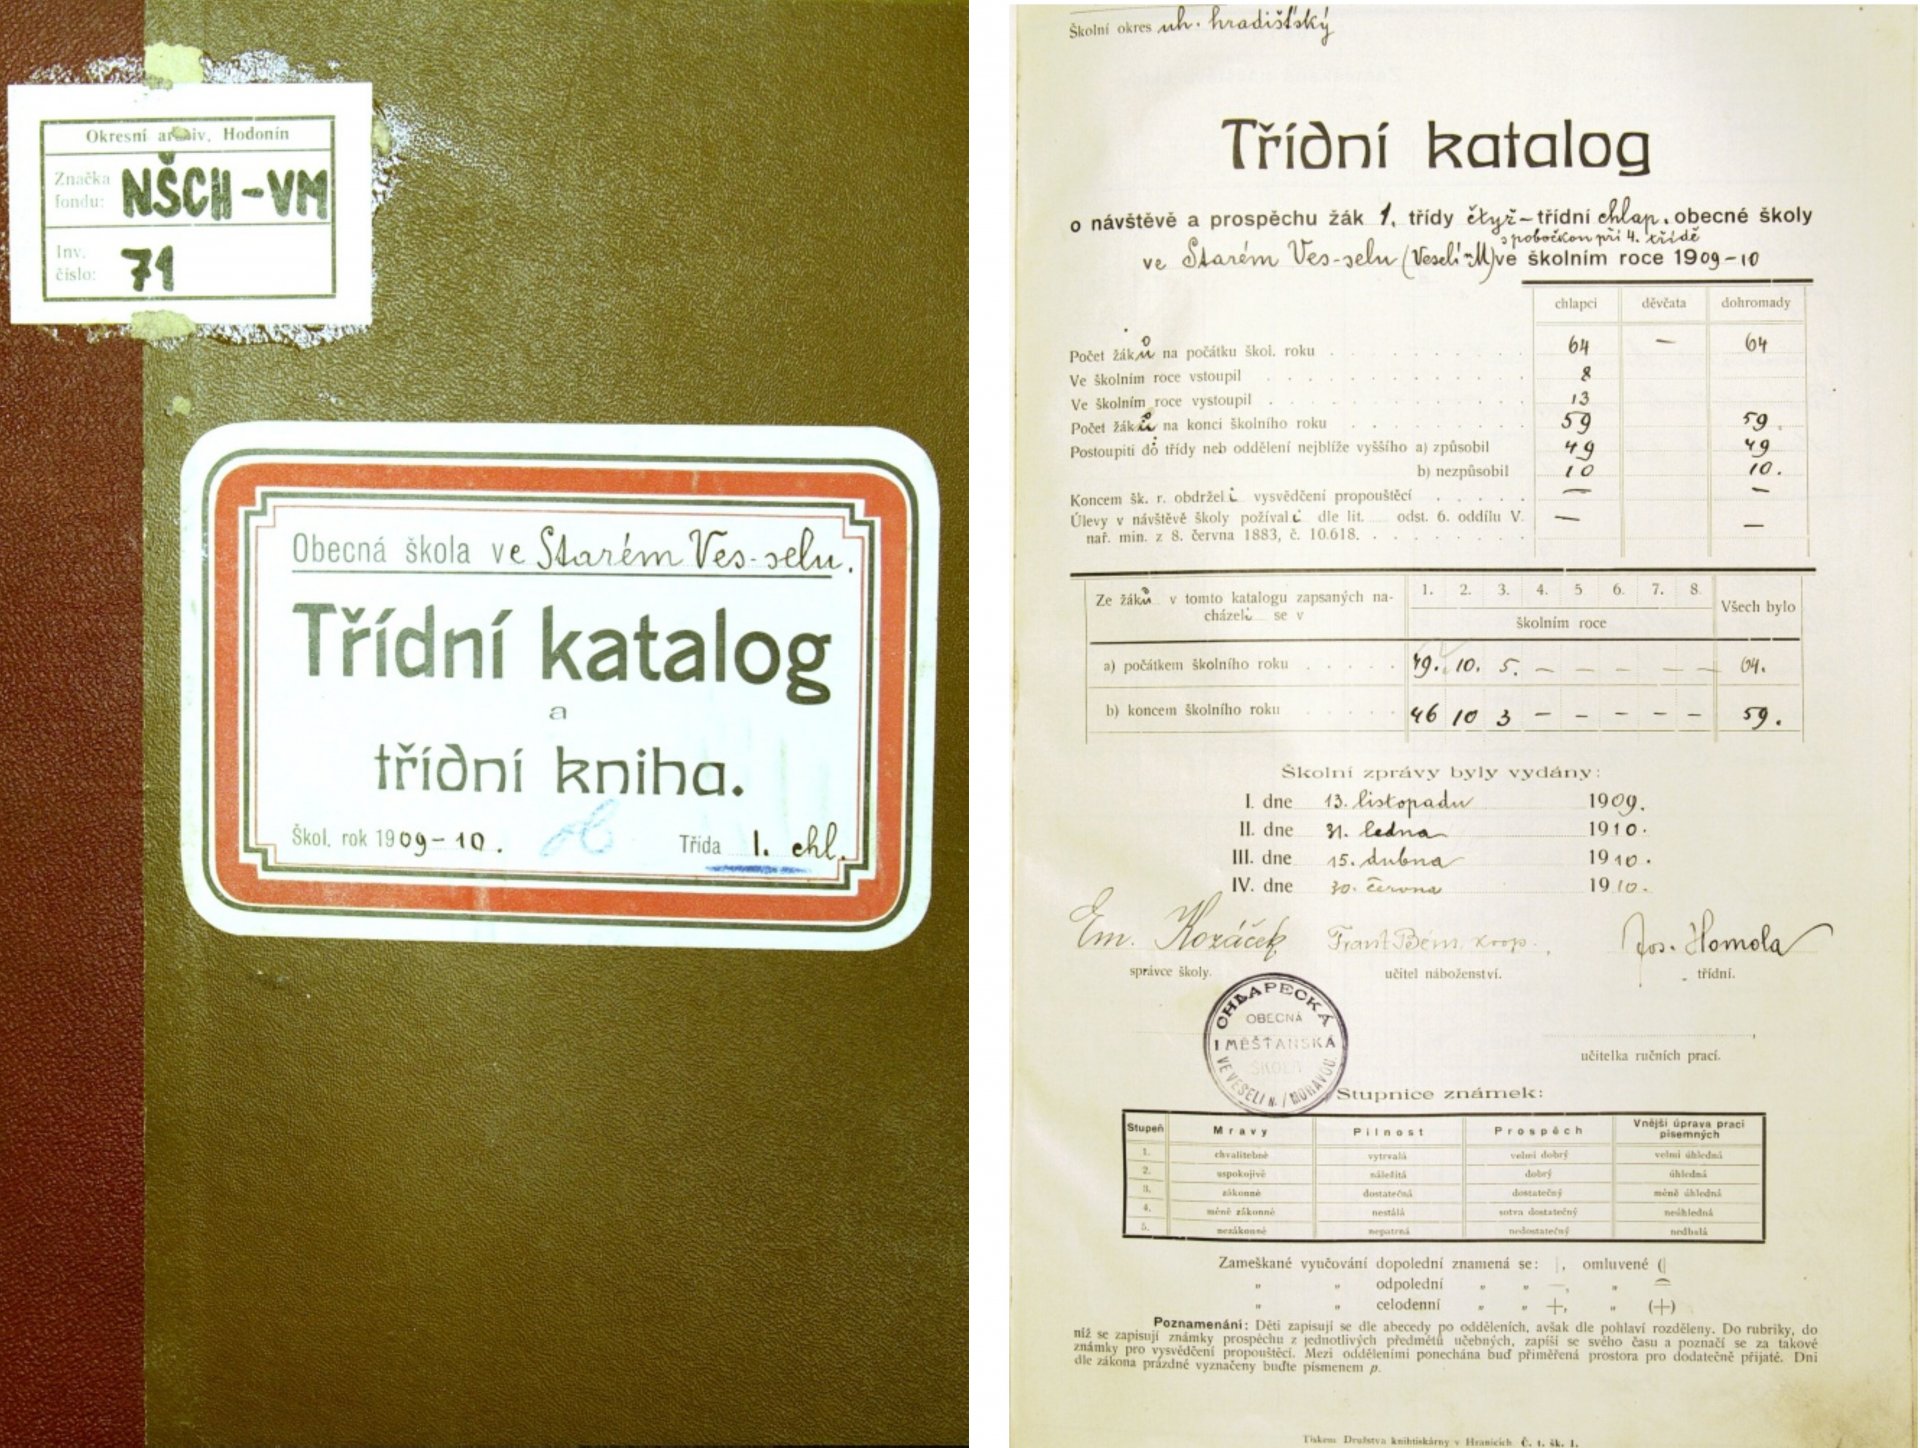 Okresní archiv, Hodonín
Značka fondu: NŠCH-VM
Inv. číslo: 71
Obecná škola ve Starém Ves-selu.
Třídní katalog
a
třídní kniha.
Škol. rok 1909-10. Třída I. chl.
Školní okres uh. hradišťský
Třídní katalog
o návštěvě a prospěchu žák 1. třídy čtyř-třídní chlap. obecné školy
s pobočkou při 4. třídě
ve Starém Ves-selu (Veselí n M) ve školním roce 1909-10
chlapci děvčata dohromady
Počet žáků na počátku škol. roku 64 — 64
Ve školním roce vstoupil 8
Ve školním roce vystoupil 13
Počet žáků na konci školního roku 59 59.
Postoupiti do třídy neb oddělení nejblíže vyššího a) způsobil 49 49
b) nezpůsobil 10 10.
Koncem šk. r. obdrželi vysvědčení propouštěcí — —
Úlevy v návštěvě školy požívali dle lit. odst. 6. oddílu V. — —
nař. min. z 8. června 1883, č. 10.618.
Ze žáků v tomto katalogu zapsaných na- 1. 2. 3. 4. 5 6. 7. 8. Všech bylo
cházeli se v školním roce
a) počátkem školního roku 49. 10. 5. — — — — — 64.
b) koncem školního roku 46 10 3 — — — — — 59.
Školní zprávy byly vydány:
I. dne 13. listopadu 1909.
II. dne 31. ledna 1910.
III. dne 15. dubna 1910.
IV. dne 30. června 1910.
Em. Kozáček Frant Bém, koop. Jos. Homola
správce školy. učitel náboženství. třídní.
CHLAPECKÁ
OBECNÁ
I MĚŠŤANSKÁ
ŠKOLA
VE VESELÍ N./MORAVOU
učitelka ručních prací.
Stupnice známek:
Stupeň Mravy Pilnost Prospěch Vnější úprava prací písemných
1. chvalitebné vytrvalá velmi dobrý velmi úhledná
2. uspokojivé náležitá dobrý úhledná
3. zákonné dostatečná dostatečný méně úhledná
4. méně zákonné nestálá sotva dostatečný neúhledná
5. nezákonné nepatrná nedostatečný nedbalá
Zameškané vyučování dopolední znamená se: |, omluvené (|
„ „ odpolední „ „ —, „ ⌒
„ „ celodenní „ „ +, „ (+)
Poznamenání: Děti zapisují se dle abecedy po odděleních, avšak dle pohlaví rozděleny. Do rubriky, do
níž se zapisují známky prospěchu z jednotlivých předmětů učebných, zapíší se svého času a poznačí se za takové
známky pro vysvědčení propouštěcí. Mezi odděleními ponechána buď přiměřená prostora pro dodatečně přijaté. Dni
dle zákona prázdné vyznačeny buďte písmenem p.
Tiskem Družstva knihtiskárny v Hranicích. Č. 1. šk. 1.